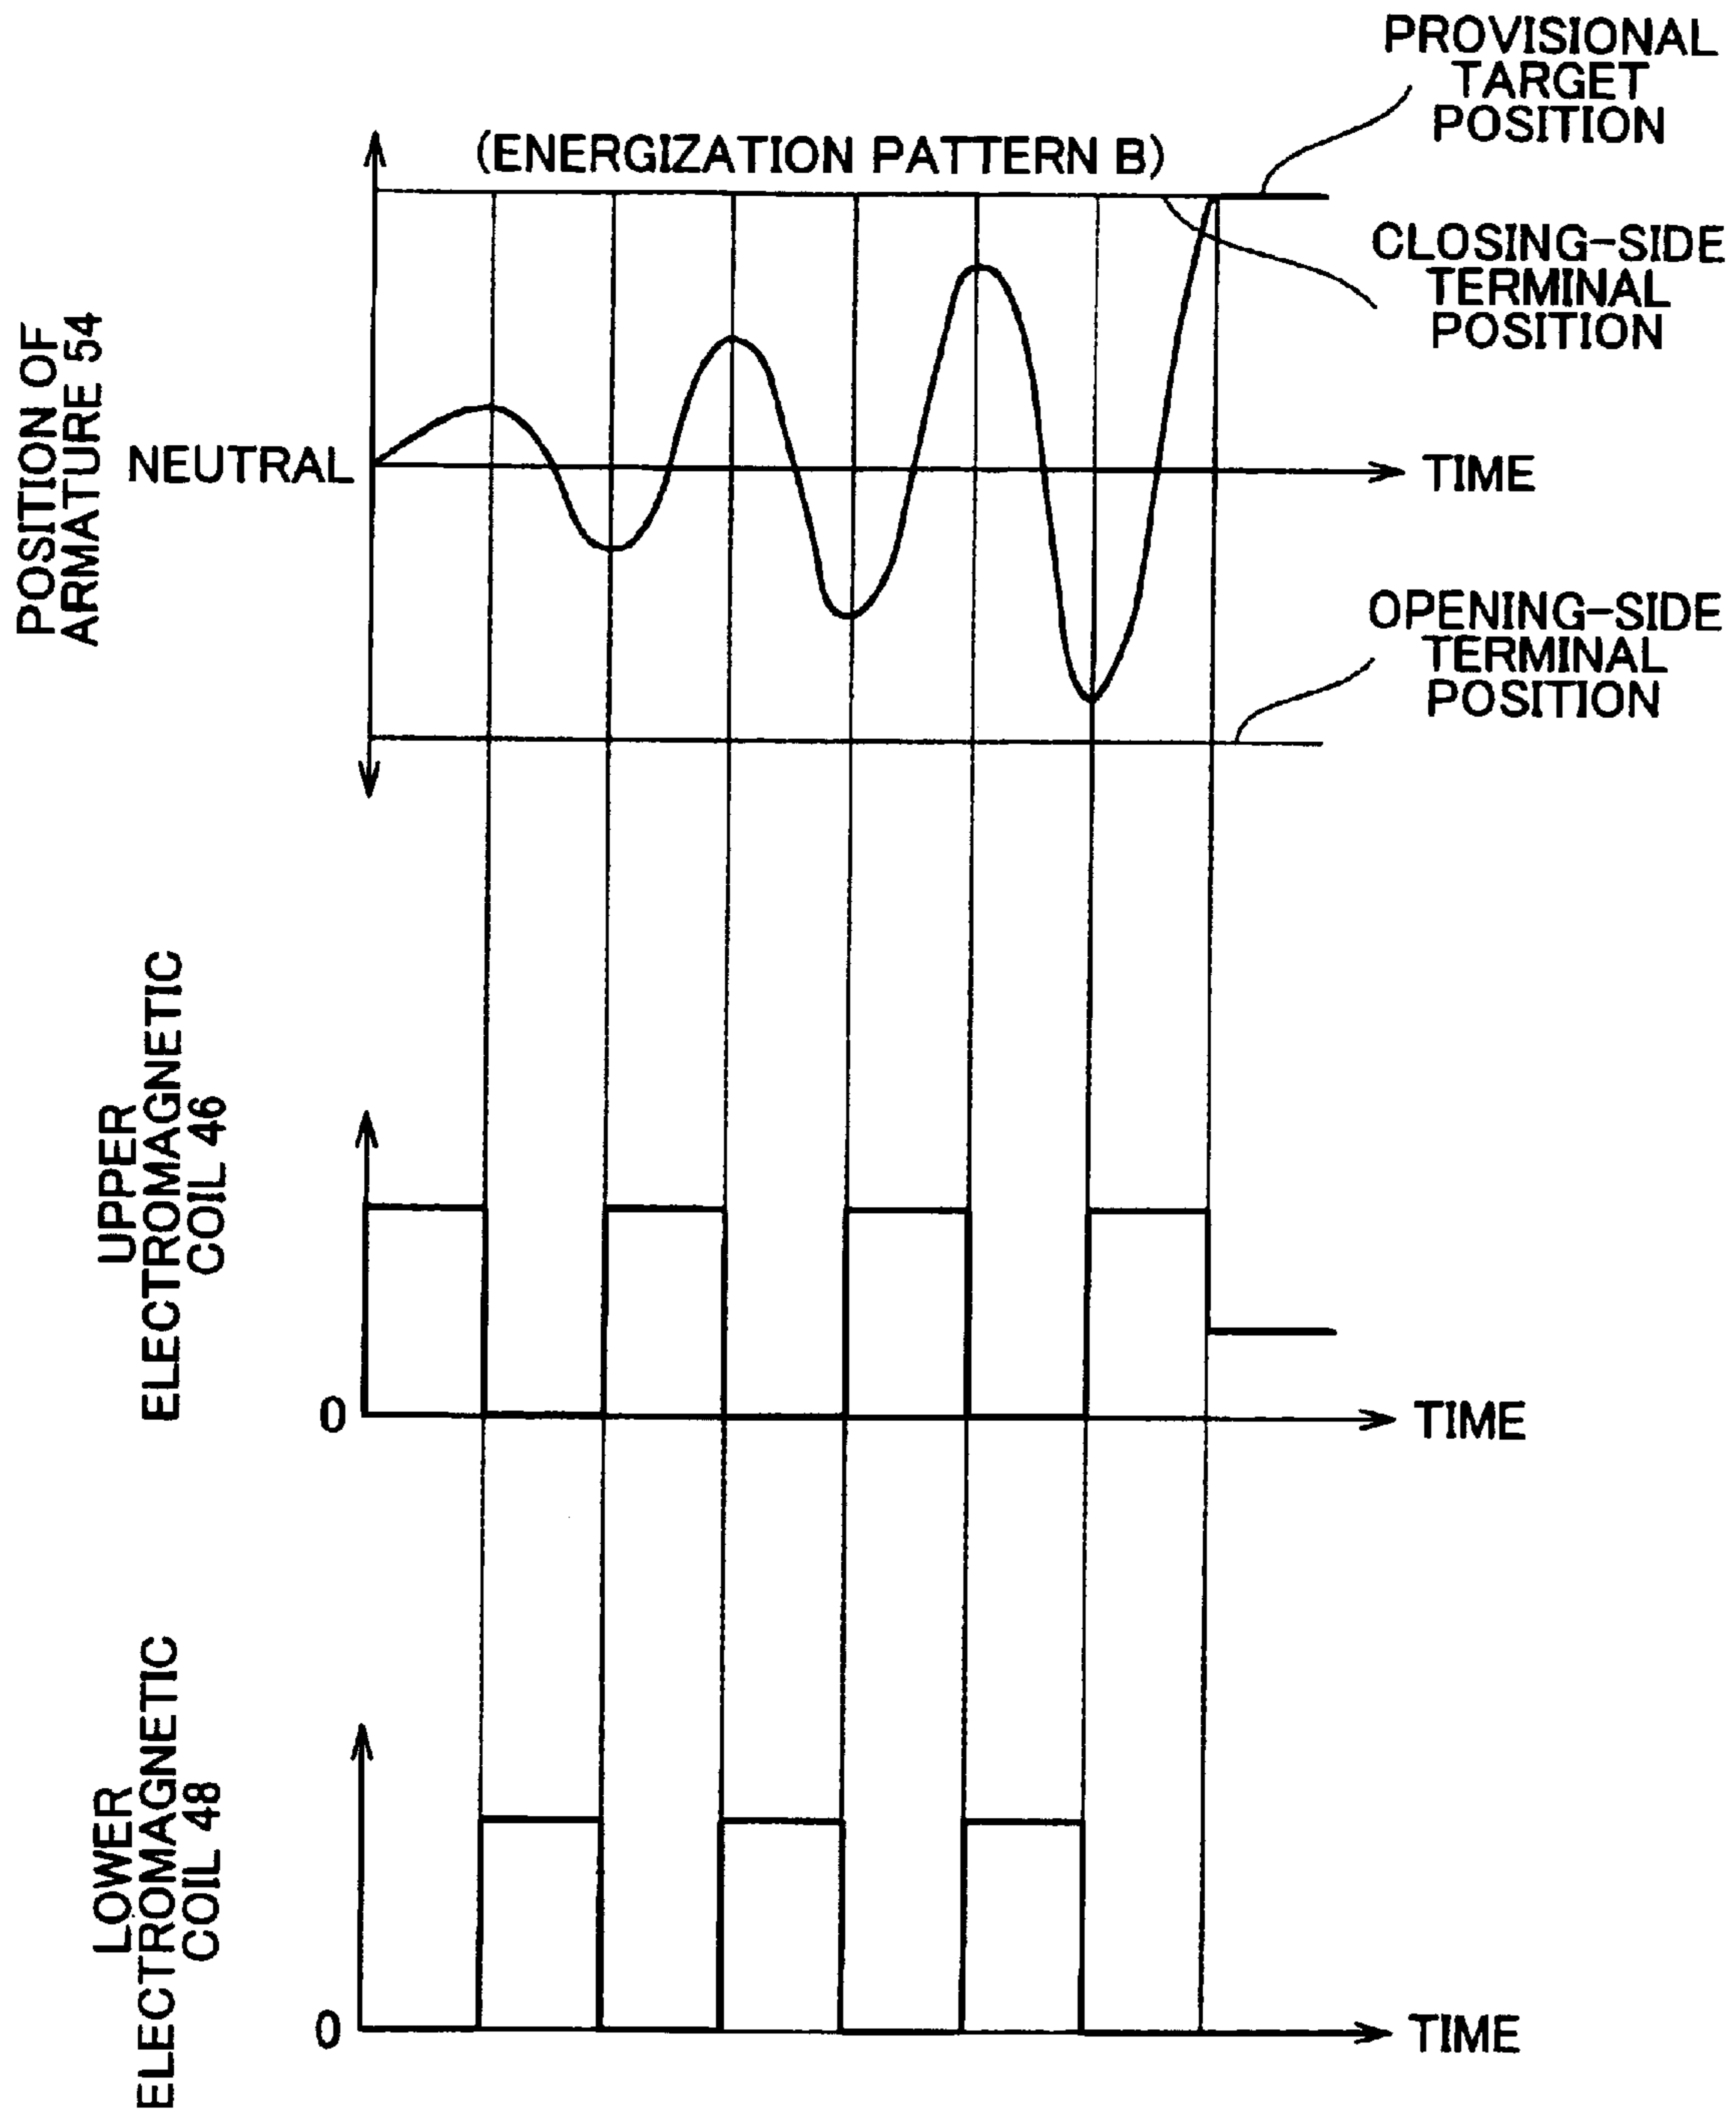 PROVISIONAL
TARGET
POSITION
(ENERGIZATION PATTERN B)
CLOSING-SIDE
TERMINAL
POSITION
POSITION OF
ARMATURE 54
NEUTRAL
TIME
OPENING-SIDE
TERMINAL
POSITION
UPPER
ELECTROMAGNETIC
COIL 46
0
TIME
LOWER
ELECTROMAGNETIC
COIL 48
0
TIME